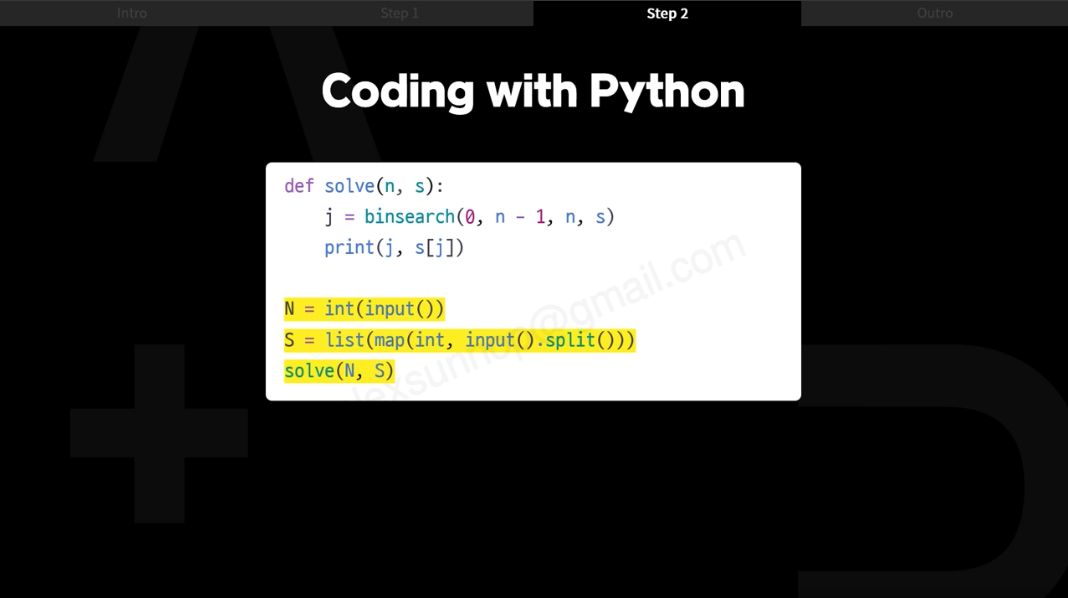 Intro Step 1 Step 2 Outro
Coding with Python
def solve(n, s):
    j = binsearch(0, n - 1, n, s)
    print(j, s[j])
N = int(input())
S = list(map(int, input().split()))
solve(N, S)
@gmail.com